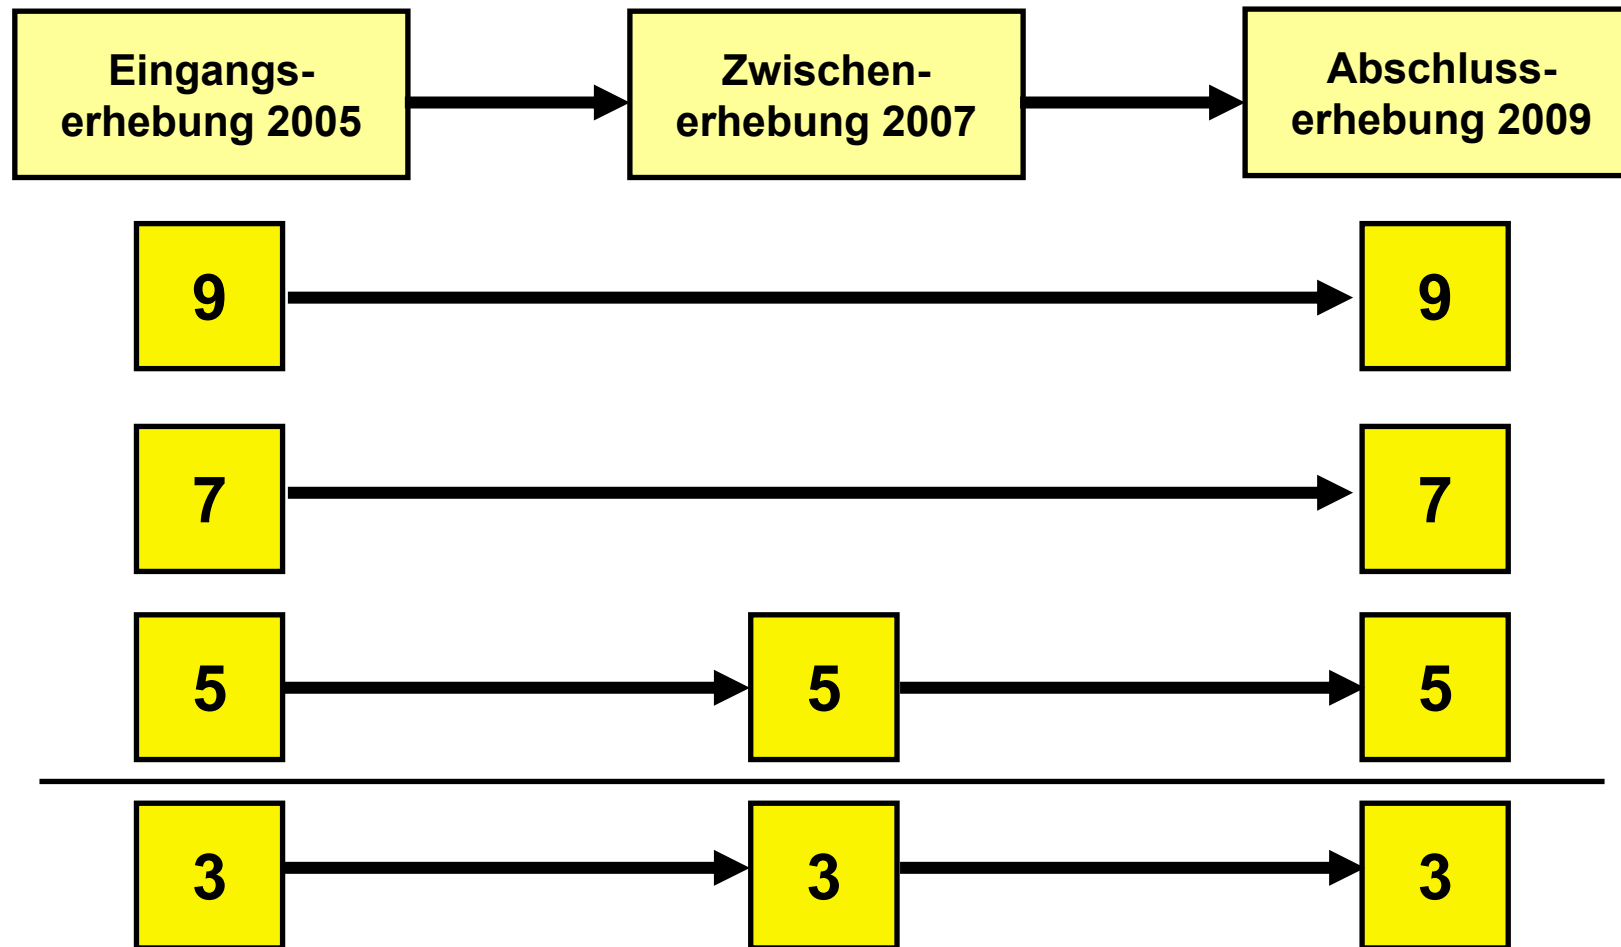 Eingangs-
erhebung 2005
Zwischen-
erhebung 2007
Abschluss-
erhebung 2009
9
9
7
7
5
5
5
3
3
3